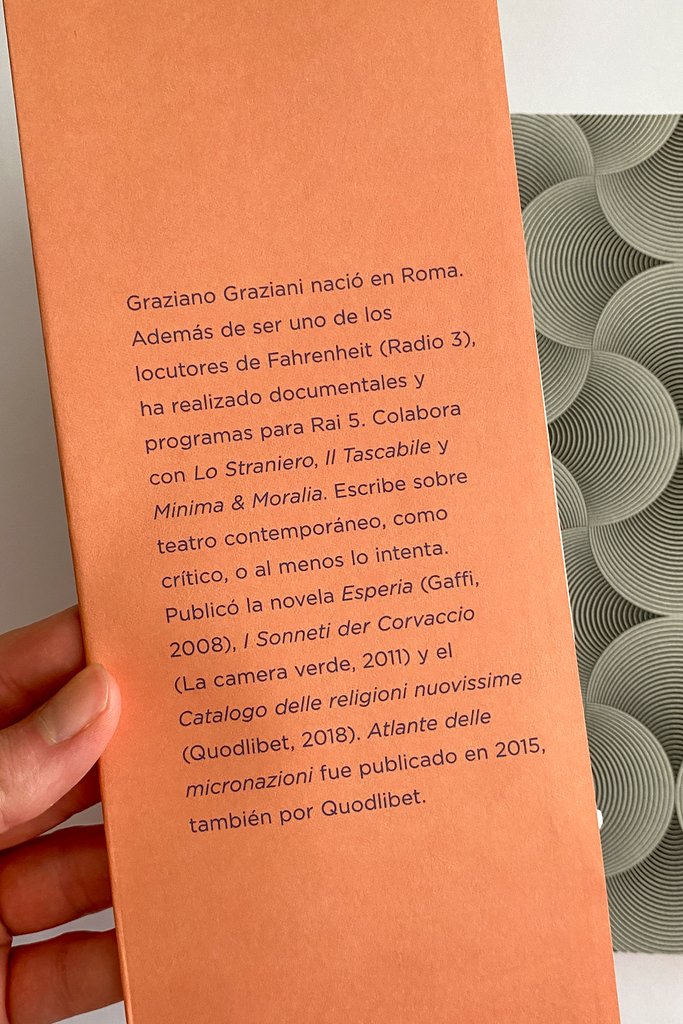 Graziano Graziani nació en Roma.
Además de ser uno de los
locutores de Fahrenheit (Radio 3),
ha realizado documentales y
programas para Rai 5. Colabora
con Lo Straniero, Il Tascabile y
Minima & Moralia. Escribe sobre
teatro contemporáneo, como
crítico, o al menos lo intenta.
Publicó la novela Esperia (Gaffi,
2008), I Sonneti der Corvaccio
(La camera verde, 2011) y el
Catalogo delle religioni nuovissime
(Quodlibet, 2018). Atlante delle
micronazioni fue publicado en 2015,
también por Quodlibet.